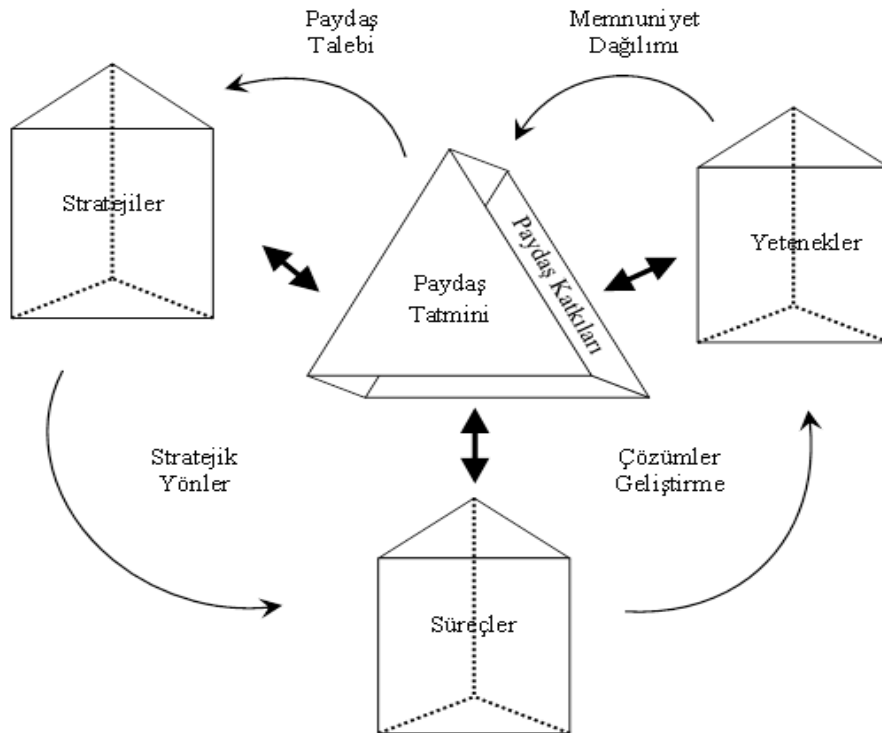 Paydaş
Talebi
Memnuniyet
Dağılımı
Stratejiler
Yetenekler
Paydaş
Tatmini
Paydaş Katkıları
Stratejik
Yönler
Çözümler
Geliştirme
Süreçler